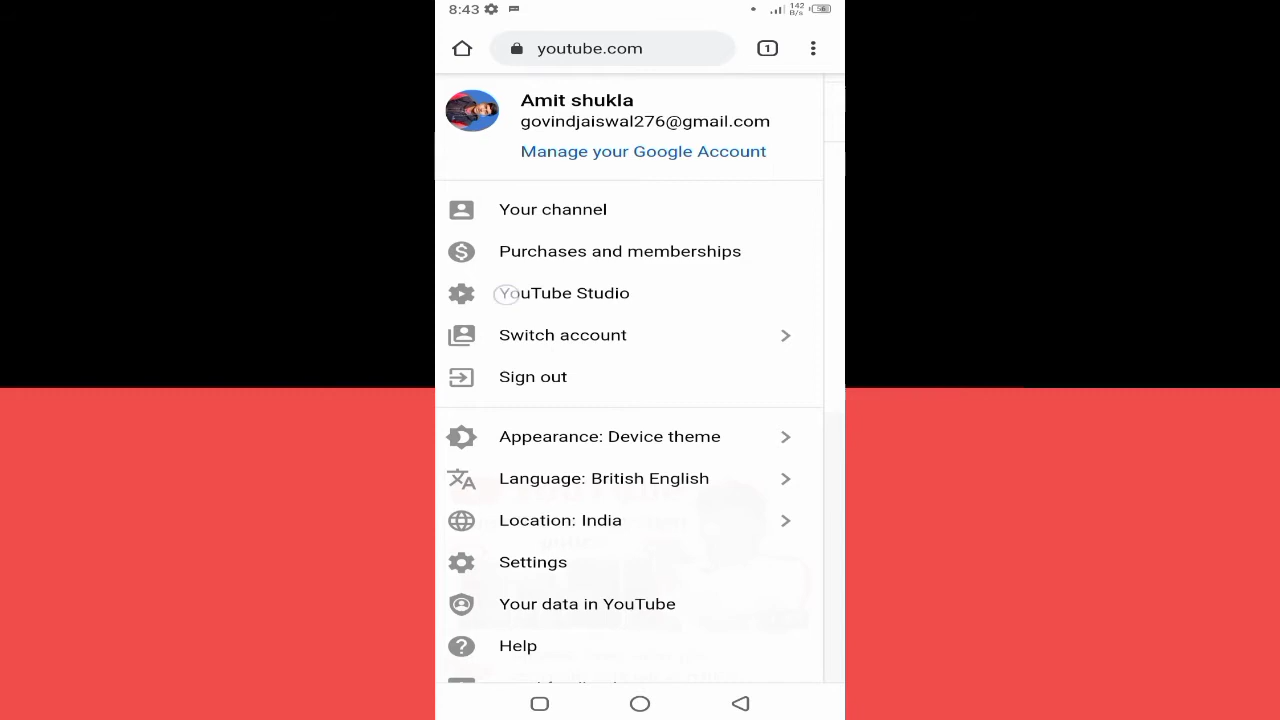 8:43
142
B/s
56
youtube.com
1
Amit shukla
govindjaiswal276@gmail.com
Manage your Google Account
Your channel
Purchases and memberships
YouTube Studio
Switch account
Sign out
Appearance: Device theme
Language: British English
Location: India
Settings
Your data in YouTube
Help